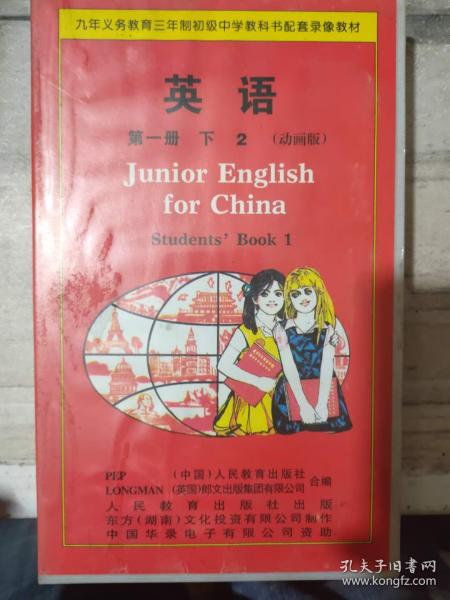 九年义务教育三年制初级中学教科书配套录像教材
英语
第一册 下 2 (动画版)
Junior English
for China
Students' Book 1
PEP (中国)人民教育出版社
LONGMAN (英国)郎文出版集团有限公司 合编
人民教育出版社出版
东方(湖南)文化投资有限公司制作
中国华录电子有限公司资助
孔夫子旧书网
www.kongfz.com